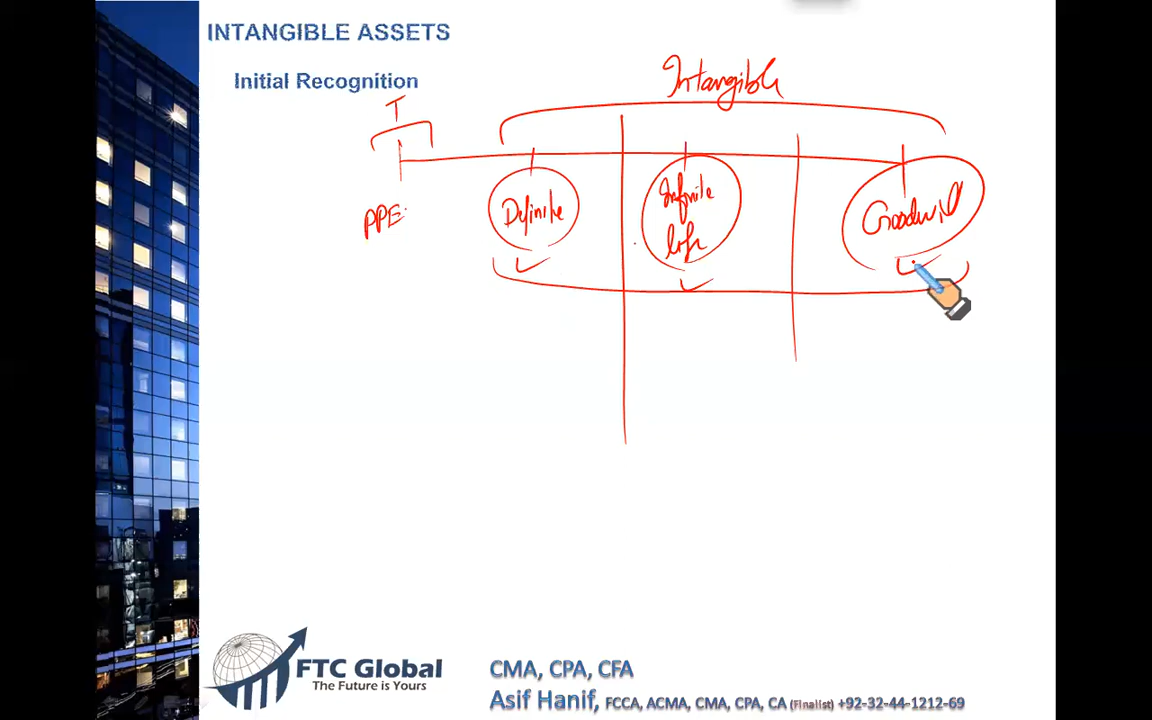 INTANGIBLE ASSETS
Initial Recognition
Intangible
T
PPE
Definite
Infinite
life
Goodwill
FTC Global
The Future is Yours
CMA, CPA, CFA
Asif Hanif, FCCA, ACMA, CMA, CPA, CA (Finalist) +92-32-44-1212-69